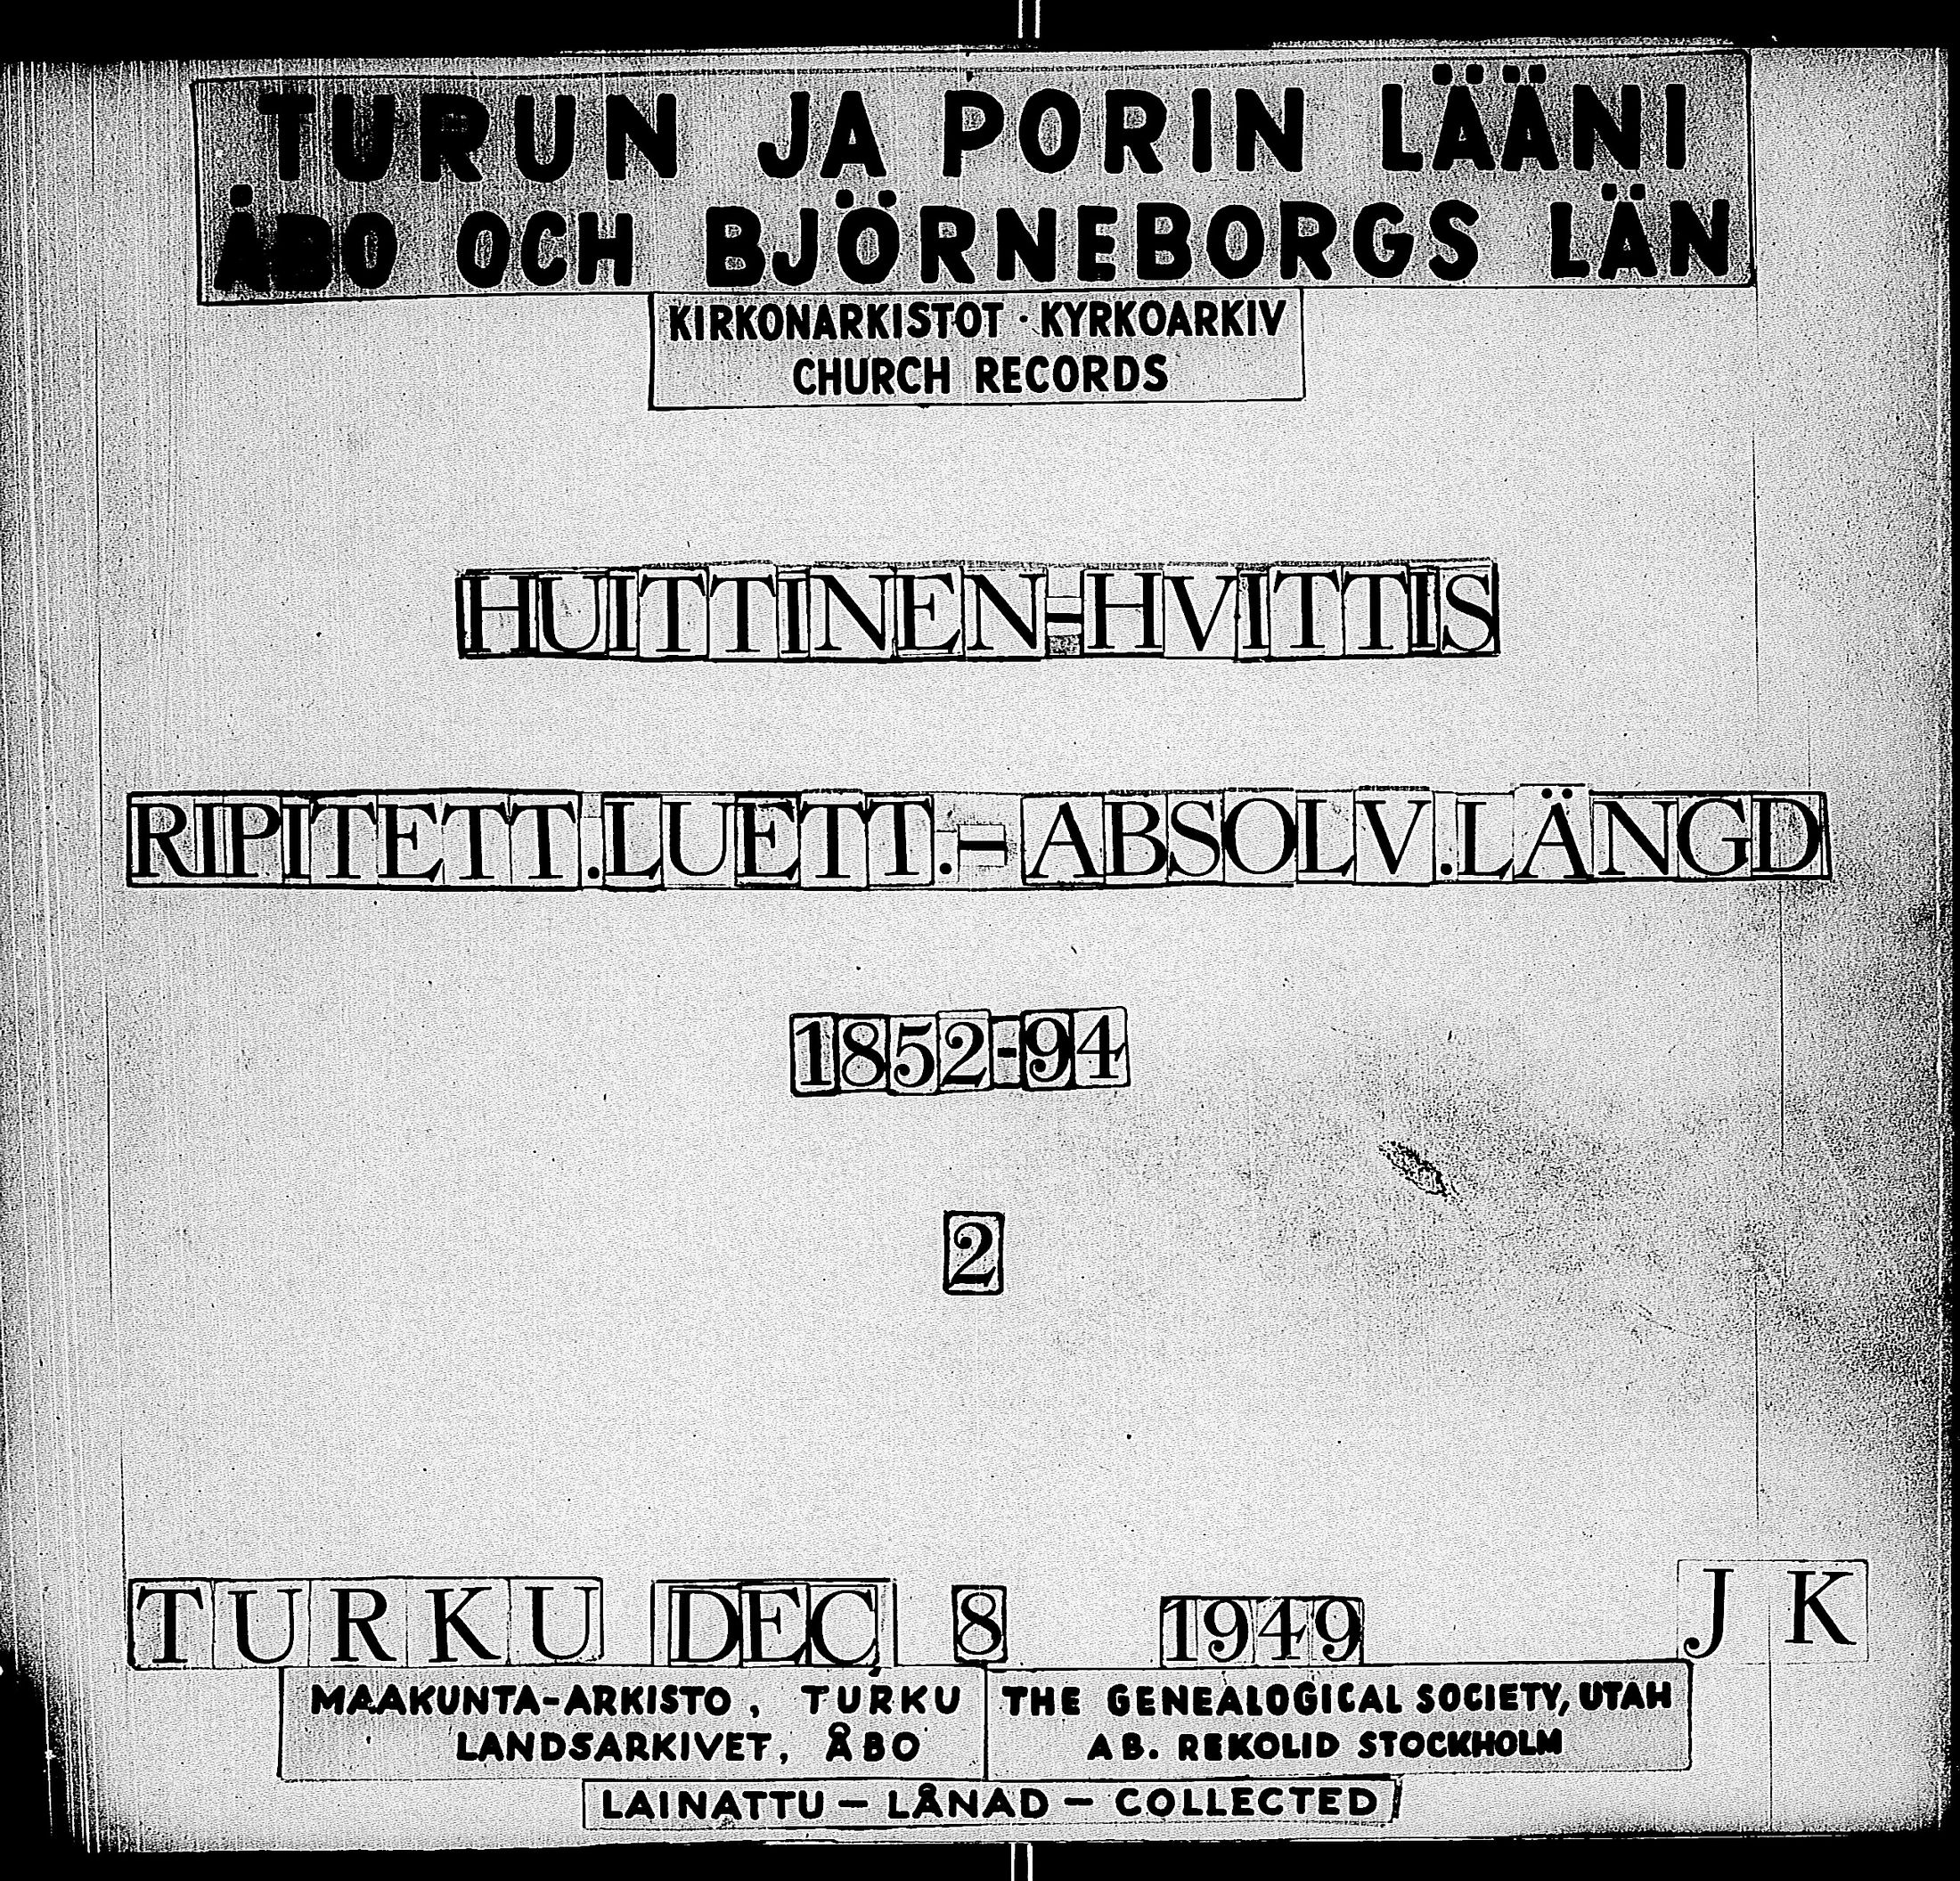 TURUN JA PORIN LÄÄNI
ÅBO OCH BJÖRNEBORGS LÄN
KIRKONARKISTOT · KYRKOARKIV
CHURCH RECORDS
HUITTINEN=HVITTIS
RIPITETT.LUETT.=ABSOLV.LÄNGD
1852-94
2
TURKU DEC 8 1949 J K
MAAKUNTA-ARKISTO, TURKU
LANDSARKIVET, ÅBO
THE GENEALOGICAL SOCIETY, UTAH
AB. REKOLID STOCKHOLM
LAINATTU — LÅNAD — COLLECTED